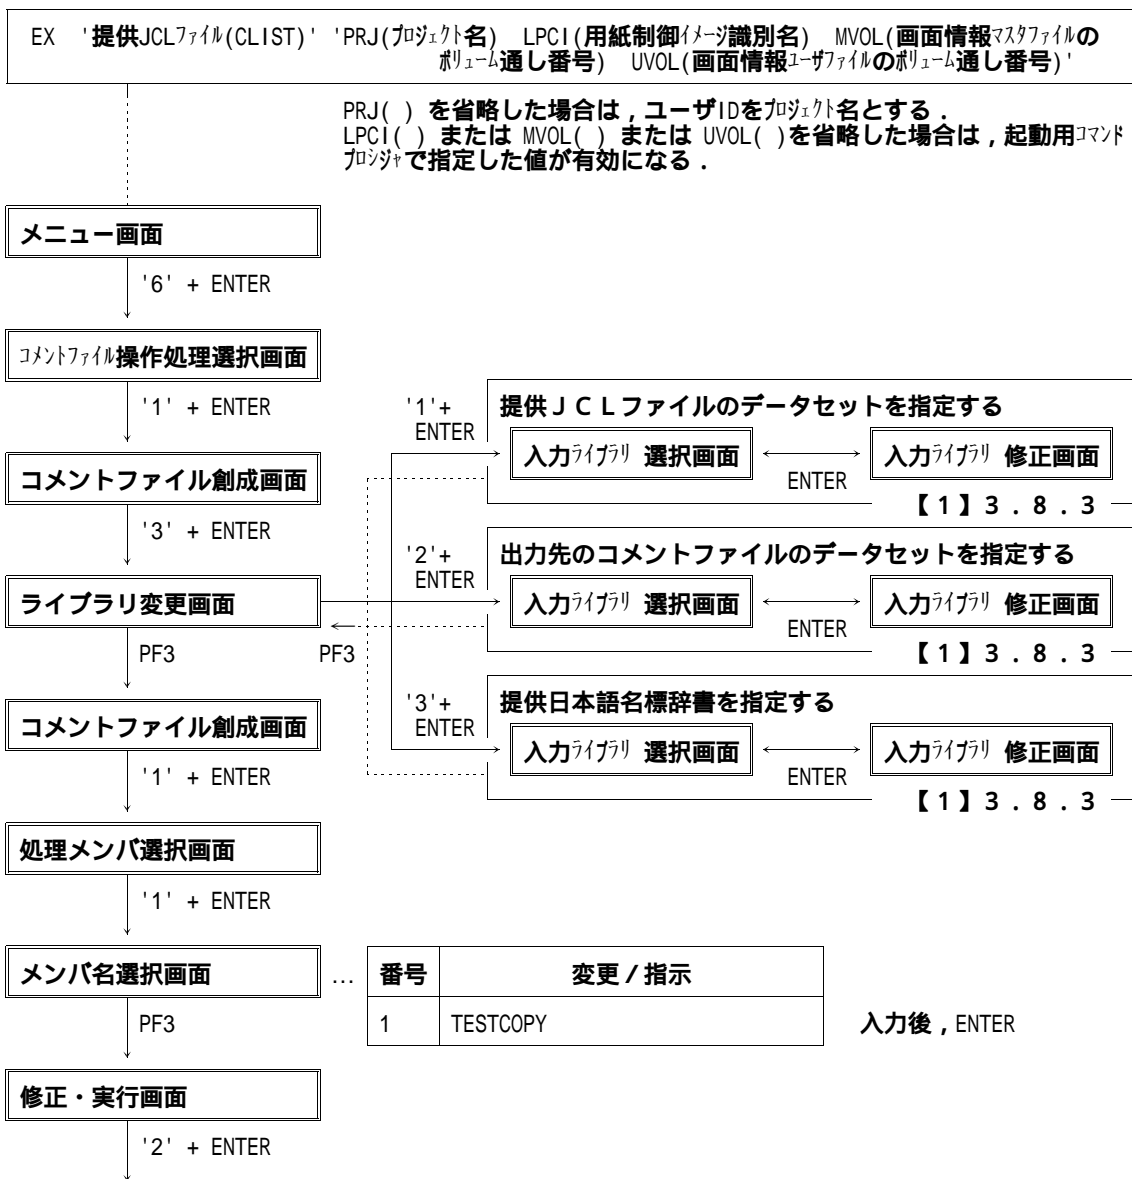 EX '提供JCLﾌｧｲﾙ(CLIST)' 'PRJ(ﾌﾟﾛｼﾞｪｸﾄ名) LPCI(用紙制御ｲﾒｰｼﾞ識別名) MVOL(画面情報ﾏｽﾀﾌｧｲﾙの
ﾎﾞﾘｭｰﾑ通し番号) UVOL(画面情報ﾕｰｻﾞﾌｧｲﾙのﾎﾞﾘｭｰﾑ通し番号)'
PRJ( ) を省略した場合は，ユーザIDをﾌﾟﾛｼﾞｪｸﾄ名とする．
LPCI( ) または MVOL( ) または UVOL( )を省略した場合は，起動用ｺﾏﾝﾄﾞ
ﾌﾟﾛｼｼﾞｬで指定した値が有効になる．
メニュー画面
'6' + ENTER
ｺﾒﾝﾄﾌｧｲﾙ操作処理選択画面
'1' + ENTER
コメントファイル創成画面
'3' + ENTER
ライブラリ変更画面
PF3
PF3
'1'+
ENTER
提供ＪＣＬファイルのデータセットを指定する
入力ﾗｲﾌﾞﾗﾘ 選択画面
ENTER
入力ﾗｲﾌﾞﾗﾘ 修正画面
【１】３．８．３
'2'+
ENTER
出力先のコメントファイルのデータセットを指定する
入力ﾗｲﾌﾞﾗﾘ 選択画面
ENTER
入力ﾗｲﾌﾞﾗﾘ 修正画面
【１】３．８．３
'3'+
ENTER
提供日本語名標辞書を指定する
入力ﾗｲﾌﾞﾗﾘ 選択画面
ENTER
入力ﾗｲﾌﾞﾗﾘ 修正画面
【１】３．８．３
コメントファイル創成画面
'1' + ENTER
処理メンバ選択画面
'1' + ENTER
メンバ名選択画面
…
番号 変更／指示
1 TESTCOPY
入力後，ENTER
PF3
修正・実行画面
'2' + ENTER